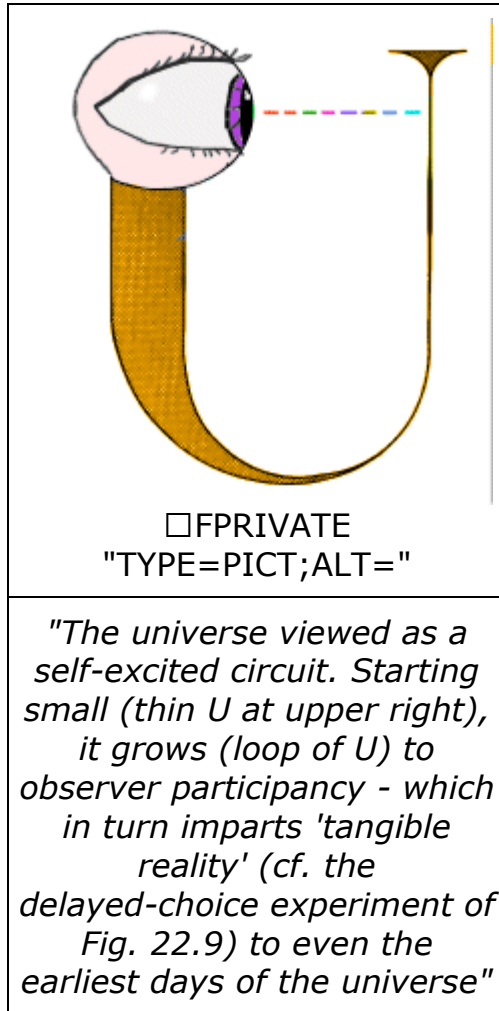 □FPRIVATE
"TYPE=PICT;ALT="
"The universe viewed as a
self-excited circuit. Starting
small (thin U at upper right),
it grows (loop of U) to
observer participancy - which
in turn imparts 'tangible
reality' (cf. the
delayed-choice experiment of
Fig. 22.9) to even the
earliest days of the universe"